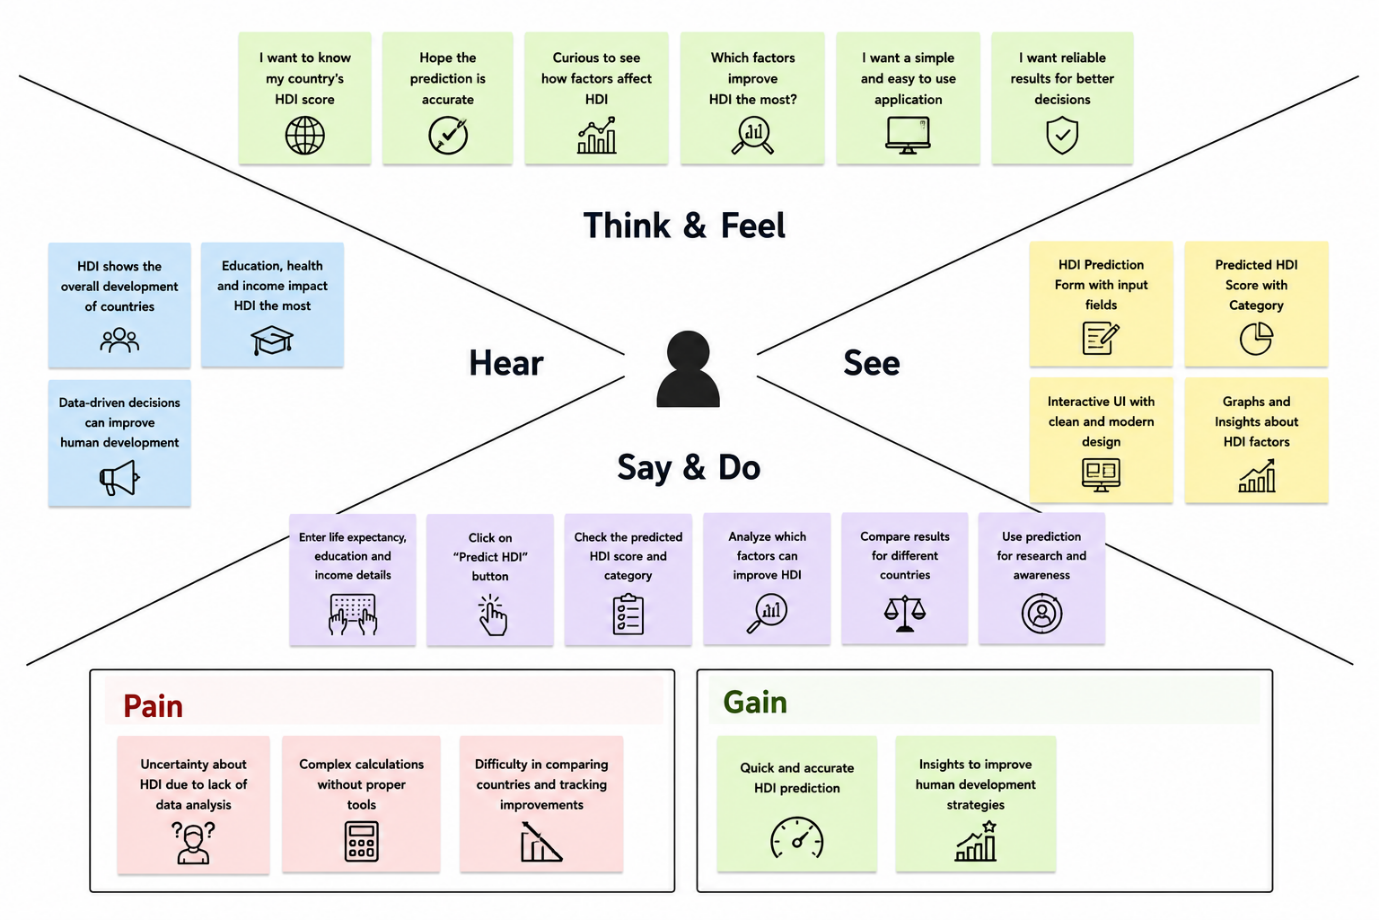 I want to know
my country's
HDI score
Hope the
prediction is
accurate
Curious to see
how factors affect
HDI
Which factors
improve
HDI the most?
I want a simple
and easy to use
application
I want reliable
results for better
decisions
Think & Feel
HDI shows the
overall development
of countries
Education, health
and income impact
HDI the most
Data-driven decisions
can improve
human development
Hear
See
HDI Prediction
Form with input
fields
Predicted HDI
Score with
Category
Interactive UI with
clean and modern
design
Graphs and
Insights about
HDI factors
Say & Do
Enter life expectancy,
education and
income details
Click on
“Predict HDI”
button
Check the predicted
HDI score and
category
Analyze which
factors can
improve HDI
Compare results
for different
countries
Use prediction
for research and
awareness
Pain
Uncertainty about
HDI due to lack of
data analysis
Complex calculations
without proper
tools
Difficulty in comparing
countries and tracking
improvements
Gain
Quick and accurate
HDI prediction
Insights to improve
human development
strategies